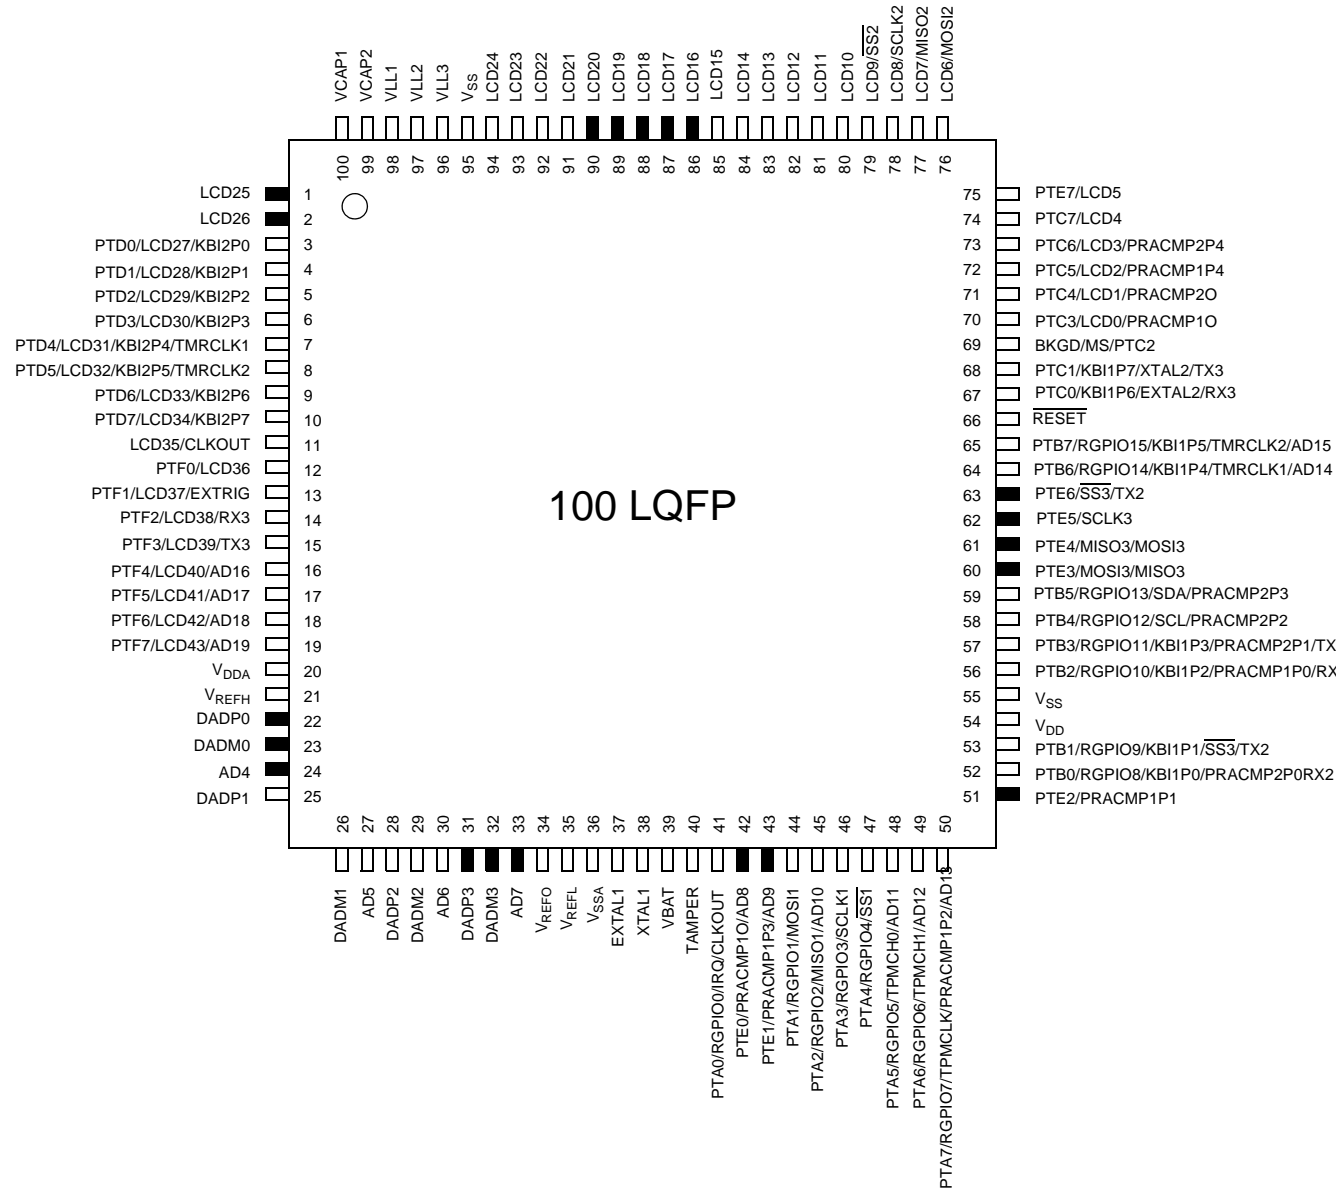 VCAP1
VCAP2
VLL1
VLL2
VLL3
VSS
LCD24
LCD23
LCD22
LCD21
LCD20
LCD19
LCD18
LCD17
LCD16
LCD15
LCD14
LCD13
LCD12
LCD11
LCD10
LCD9/SS2
LCD8/SCLK2
LCD7/MISO2
LCD6/MOSI2
100
99
98
97
96
95
94
93
92
91
90
89
88
87
86
85
84
83
82
81
80
79
78
77
76
LCD25 1
LCD26 2
PTD0/LCD27/KBI2P0 3
PTD1/LCD28/KBI2P1 4
PTD2/LCD29/KBI2P2 5
PTD3/LCD30/KBI2P3 6
PTD4/LCD31/KBI2P4/TMRCLK1 7
PTD5/LCD32/KBI2P5/TMRCLK2 8
PTD6/LCD33/KBI2P6 9
PTD7/LCD34/KBI2P7 10
LCD35/CLKOUT 11
PTF0/LCD36 12
PTF1/LCD37/EXTRIG 13
PTF2/LCD38/RX3 14
PTF3/LCD39/TX3 15
PTF4/LCD40/AD16 16
PTF5/LCD41/AD17 17
PTF6/LCD42/AD18 18
PTF7/LCD43/AD19 19
VDDA 20
VREFH 21
DADP0 22
DADM0 23
AD4 24
DADP1 25
100 LQFP
75 PTE7/LCD5
74 PTC7/LCD4
73 PTC6/LCD3/PRACMP2P4
72 PTC5/LCD2/PRACMP1P4
71 PTC4/LCD1/PRACMP2O
70 PTC3/LCD0/PRACMP1O
69 BKGD/MS/PTC2
68 PTC1/KBI1P7/XTAL2/TX3
67 PTC0/KBI1P6/EXTAL2/RX3
66 RESET
65 PTB7/RGPIO15/KBI1P5/TMRCLK2/AD15
64 PTB6/RGPIO14/KBI1P4/TMRCLK1/AD14
63 PTE6/SS3/TX2
62 PTE5/SCLK3
61 PTE4/MISO3/MOSI3
60 PTE3/MOSI3/MISO3
59 PTB5/RGPIO13/SDA/PRACMP2P3
58 PTB4/RGPIO12/SCL/PRACMP2P2
57 PTB3/RGPIO11/KBI1P3/PRACMP2P1/TX
56 PTB2/RGPIO10/KBI1P2/PRACMP1P0/RX
55 VSS
54 VDD
53 PTB1/RGPIO9/KBI1P1/SS3/TX2
52 PTB0/RGPIO8/KBI1P0/PRACMP2P0RX2
51 PTE2/PRACMP1P1
26
27
28
29
30
31
32
33
34
35
36
37
38
39
40
41
42
43
44
45
46
47
48
49
50
DADM1
AD5
DADP2
DADM2
AD6
DADP3
DADM3
AD7
VREFO
VREFL
VSSA
EXTAL1
XTAL1
VBAT
TAMPER
PTA0/RGPIO0/IRQ/CLKOUT
PTE0/PRACMP1O/AD8
PTE1/PRACMP1P3/AD9
PTA1/RGPIO1/MOSI1
PTA2/RGPIO2/MISO1/AD10
PTA3/RGPIO3/SCLK1
PTA4/RGPIO4/SS1
PTA5/RGPIO5/TPMCH0/AD11
PTA6/RGPIO6/TPMCH1/AD12
PTA7/RGPIO7/TPMCLK/PRACMP1P2/AD13